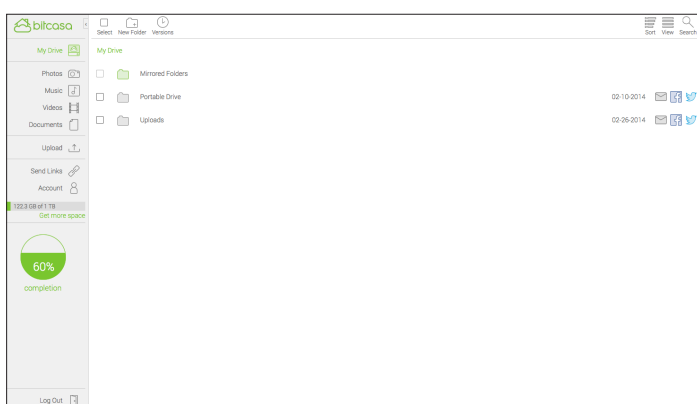 bitcasa
Select New Folder Versions
Sort View Search
My Drive
My Drive
Photos
Music
Videos
Documents
Upload
Send Links
Account
122.3 GB of 1 TB
Get more space
60%
completion
Log Out
Mirrored Folders
Portable Drive 02-10-2014
Uploads 02-26-2014